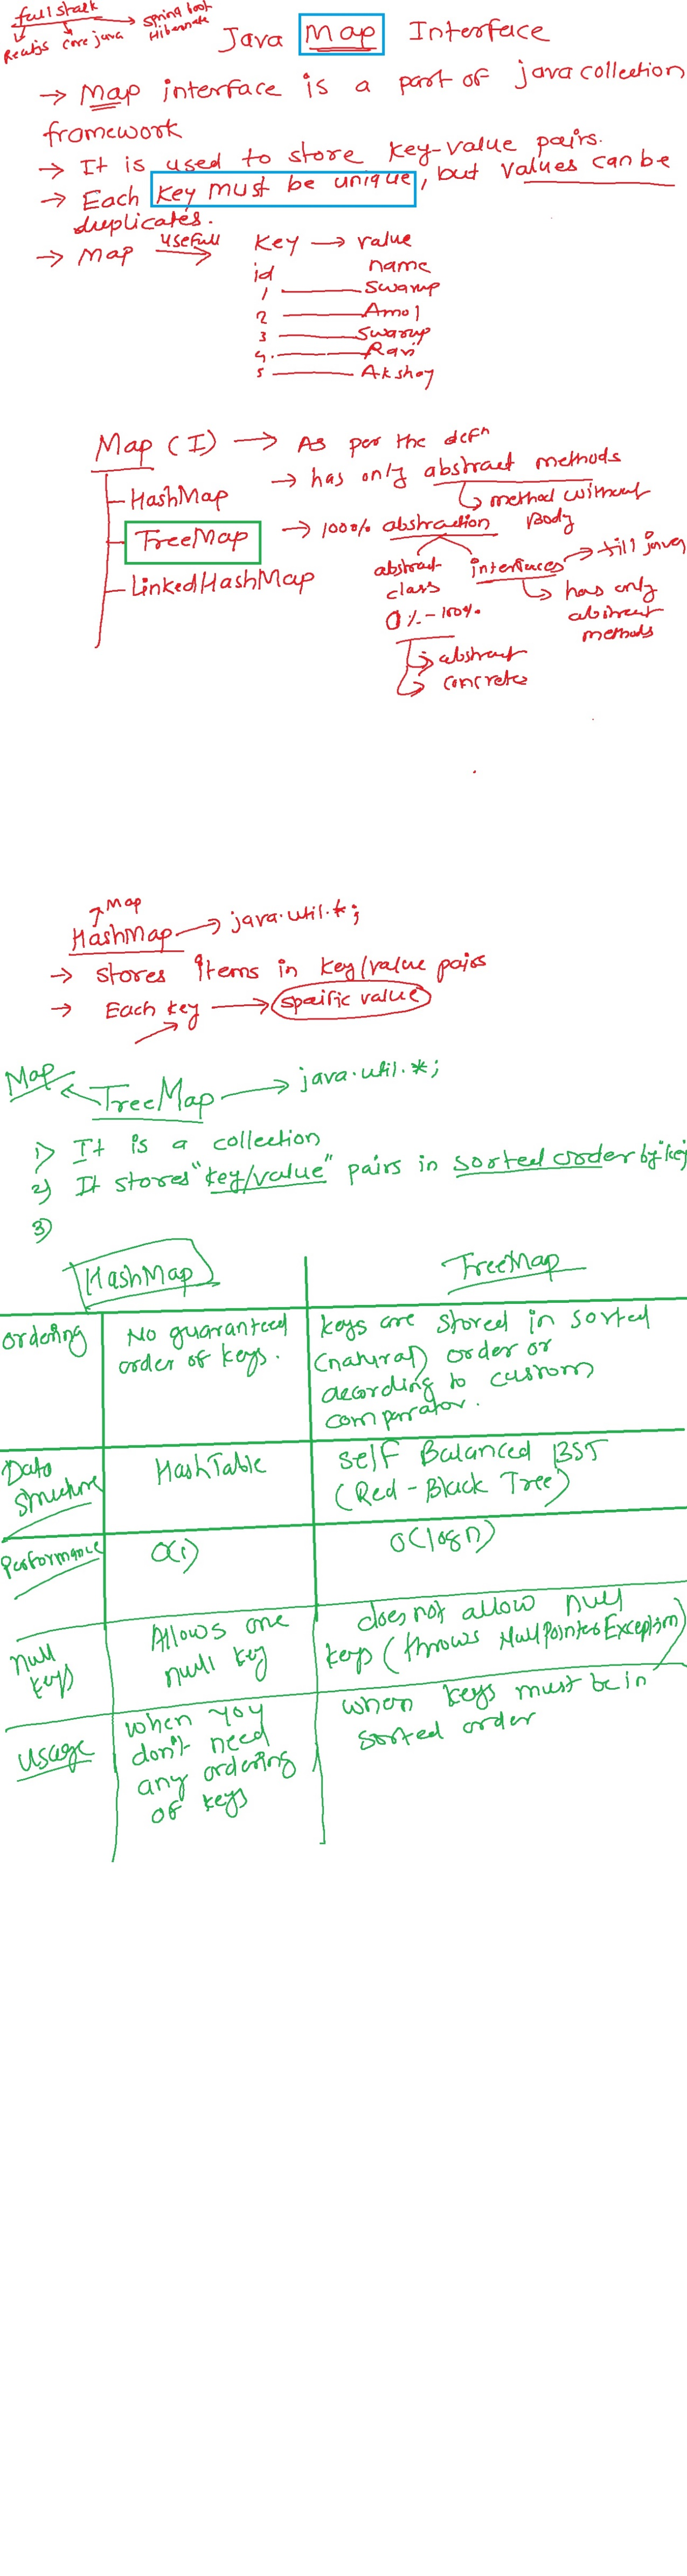 full stack
Reactjs core java spring boot
Hibernate
Java Map Interface
→ Map interface is a part of java collection
framework
→ It is used to store key-value pairs.
→ Each key must be unique, but values can be
duplicates.
→ Map usefull → Key → value
id name
1 Swarup
2 Amol
3 Swarup
4. Ravi
5 Akshay
Map (I) → As per the defn
→ has only abstract methods
↳ method without
Body
HashMap
TreeMap
LinkedHashMap
→ 100% abstraction
abstract
class
0%-100%
↳ abstract
↳ concrete
interfaces → till
↳ has only
abstract
methods
Map
HashMap → java.util.*;
→ stores items in key/value pairs
→ Each key → spcific value
Map ← TreeMap → java.util.*;
1) It is a collection
2) It stores "key/value" pairs in sorted order by "key
3)
HashMap TreeMap
ordering
No guaranteed
order of keys.
keys are stored in sorted
(natural) order or
according to custom
comparator.
Data
structure
HashTable
self Balanced BST
(Red-Black Tree)
Performance
O(1)
O(log n)
null
keys
Allows one
null key
does not allow null
keys (throws NullPointerException)
usage
when you
don't need
any ordering
of keys
when keys must be in
sorted order